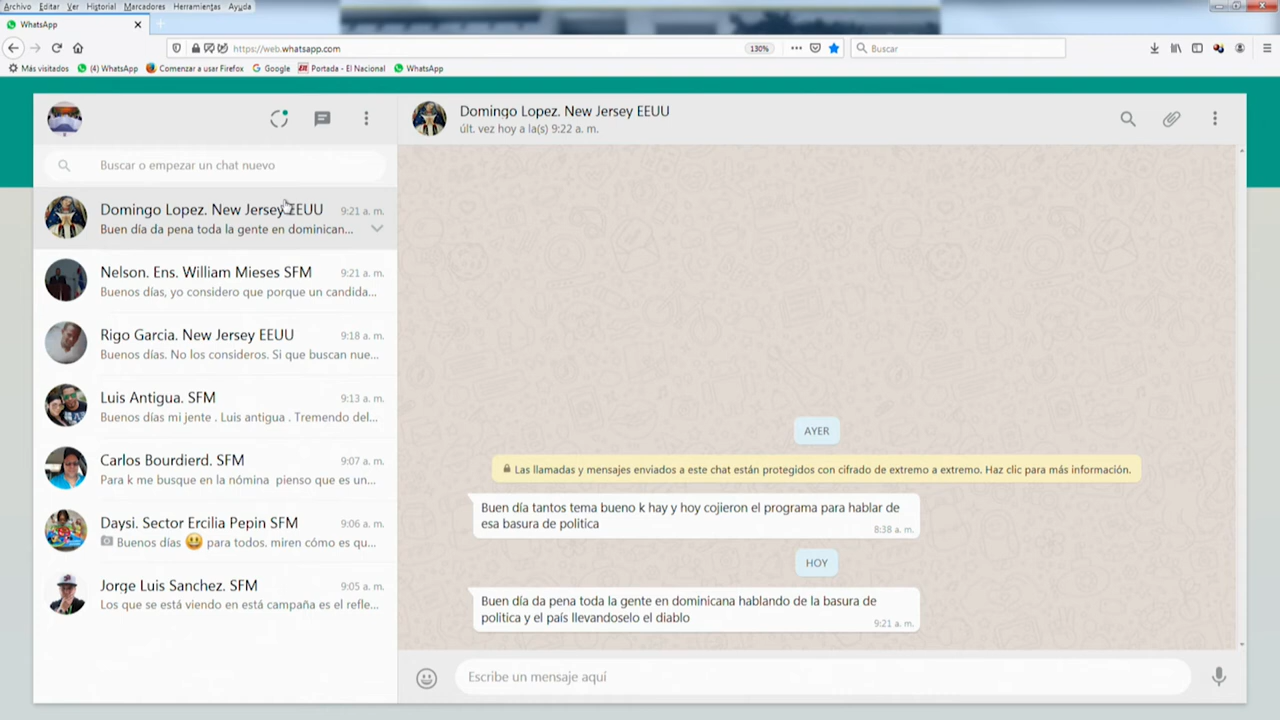 Archivo Editar Ver Historial Marcadores Herramientas Ayuda
WhatsApp
https://web.whatsapp.com
130%
Buscar
Más visitados
(4) WhatsApp
Comenzar a usar Firefox
Google
Portada - El Nacional
WhatsApp
Buscar o empezar un chat nuevo
Domingo Lopez. New Jersey EEUU 9:21 a. m.
Buen día da pena toda la gente en dominican...
Nelson. Ens. William Mieses SFM 9:21 a. m.
Buenos días, yo considero que porque un candida...
Rigo Garcia. New Jersey EEUU 9:18 a. m.
Buenos días. No los consideros. Si que buscan nue...
Luis Antigua. SFM 9:13 a. m.
Buenos días mi jente . Luis antigua . Tremendo del...
Carlos Bourdierd. SFM 9:07 a. m.
Para k me busque en la nómina pienso que es un...
Daysi. Sector Ercilia Pepin SFM 9:06 a. m.
Buenos días 😃 para todos. miren cómo es qu...
Jorge Luis Sanchez. SFM 9:05 a. m.
Los que se está viendo en está campaña es el refle...
Domingo Lopez. New Jersey EEUU
últ. vez hoy a la(s) 9:22 a. m.
AYER
Las llamadas y mensajes enviados a este chat están protegidos con cifrado de extremo a extremo. Haz clic para más información.
Buen día tantos tema bueno k hay y hoy cojieron el programa para hablar de
esa basura de politica
8:38 a. m.
HOY
Buen día da pena toda la gente en dominicana hablando de la basura de
politica y el país llevandoselo el diablo
9:21 a. m.
Escribe un mensaje aquí